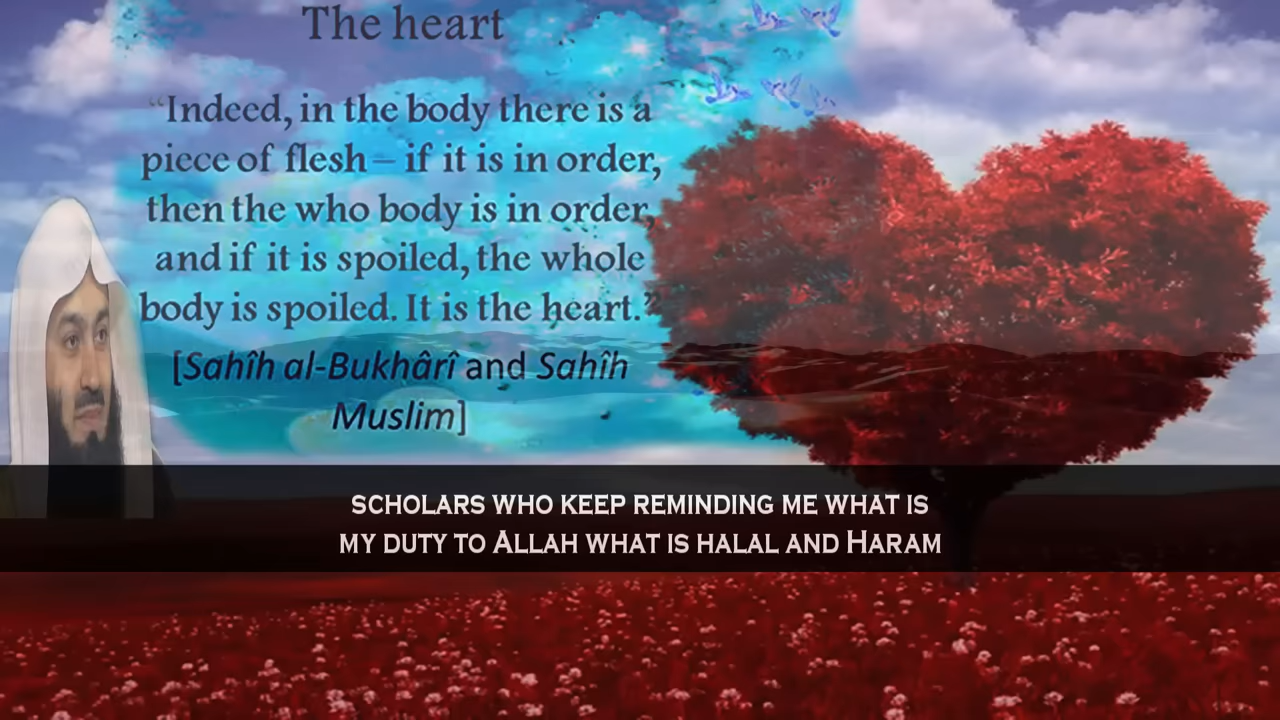 The heart
“Indeed, in the body there is a
piece of flesh – if it is in order,
then the who body is in order,
and if it is spoiled, the whole
body is spoiled. It is the heart.”
[Sahîh al-Bukhârî and Sahîh
Muslim]
SCHOLARS WHO KEEP REMINDING ME WHAT IS
MY DUTY TO ALLAH WHAT IS HALAL AND HARAM